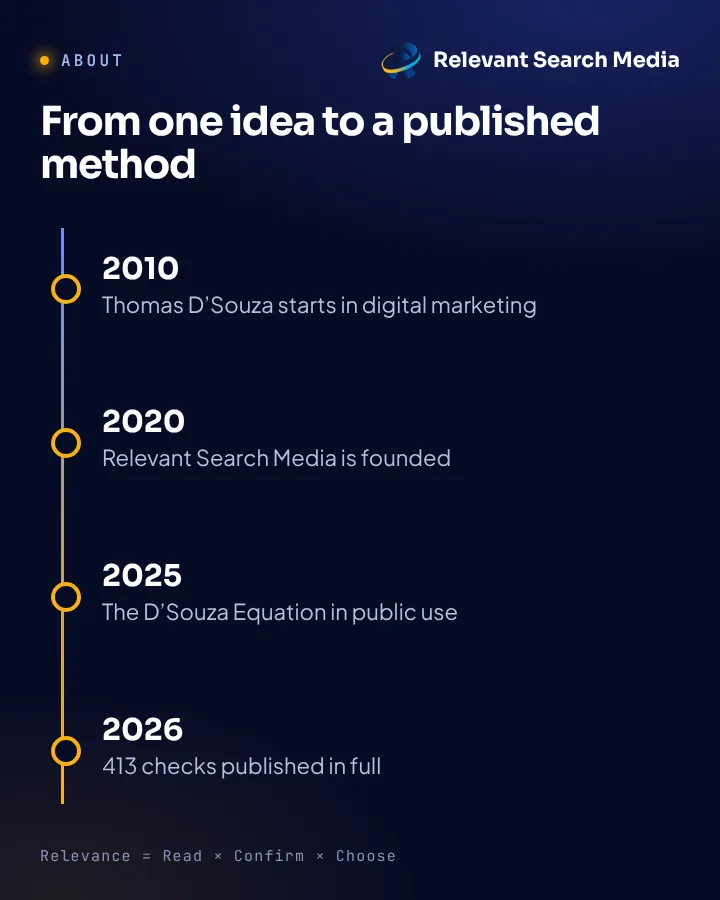 ABOUT
Relevant Search Media
From one idea to a published
method
2010
Thomas D’Souza starts in digital marketing
2020
Relevant Search Media is founded
2025
The D’Souza Equation in public use
2026
413 checks published in full
Relevance = Read × Confirm × Choose